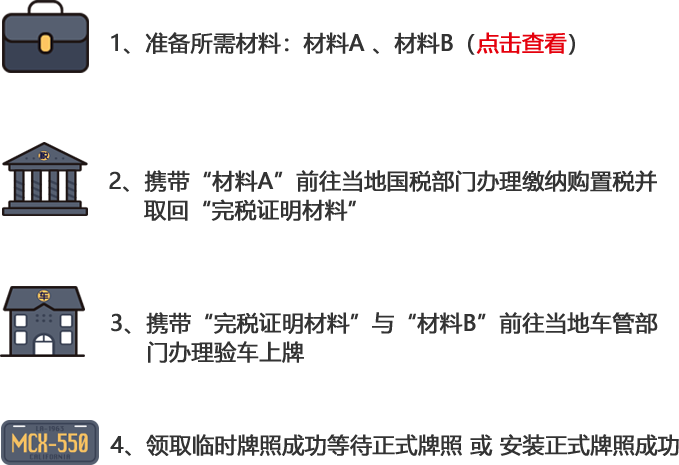 1、准备所需材料：材料A 、材料B（点击查看）
税
2、携带“材料A”前往当地国税部门办理缴纳购置税并
取回“完税证明材料”
车
3、携带“完税证明材料”与“材料B”前往当地车管部
门办理验车上牌
LR-1963
MCX-550
CALIFORNIA
4、领取临时牌照成功等待正式牌照 或 安装正式牌照成功